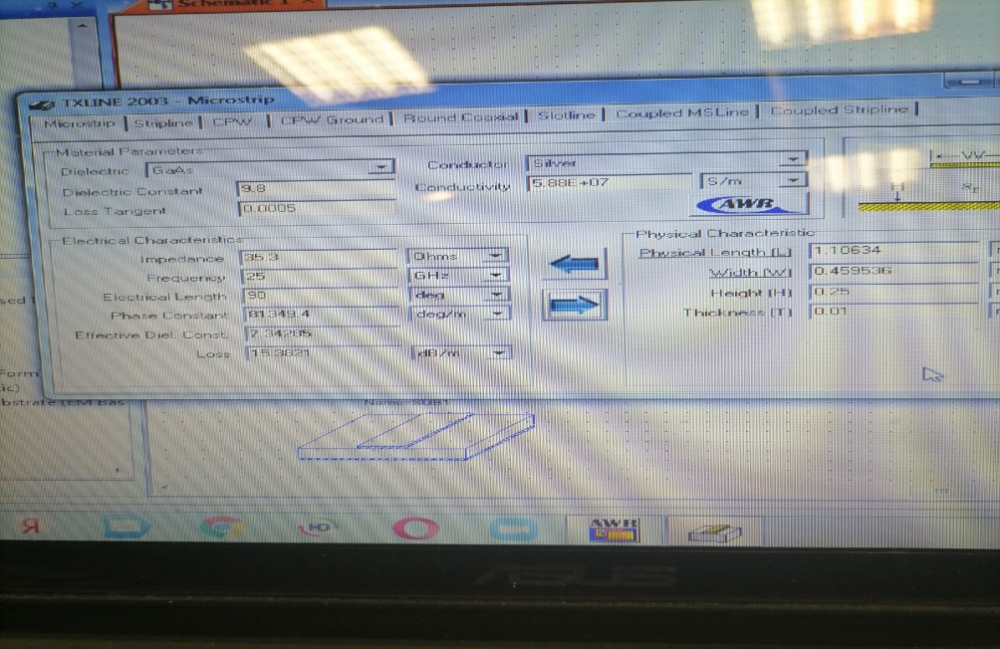 Schematic 1
TXLINE 2003 - Microstrip
Microstrip | Stripline | CPW | CPW Ground | Round Coaxial | Slotline | Coupled MSLine | Coupled Stripline |
Material Parameters
Dielectric GaAs Conductor Silver
Dielectric Constant 9.8 Conductivity 5.88E+07 S/m
Loss Tangent 0.0005 AWR
Electrical Characteristics Physical Characteristic
Impedance 35.3 Ohms Physical Length (L) 1.10634
Frequency 25 GHz Width (W) 0.459536
Electrical Length 90 deg Height (H) 0.25
Phase Constant 81349.4 deg/m Thickness (T) 0.01
Effective Diel. Const. 7.34285
Loss 15.3821 dB/m
W
H
εr
sed
Form
ic)
bstrate (EM Bas
Name=SUB1
Я
HD
AWR
ASUS